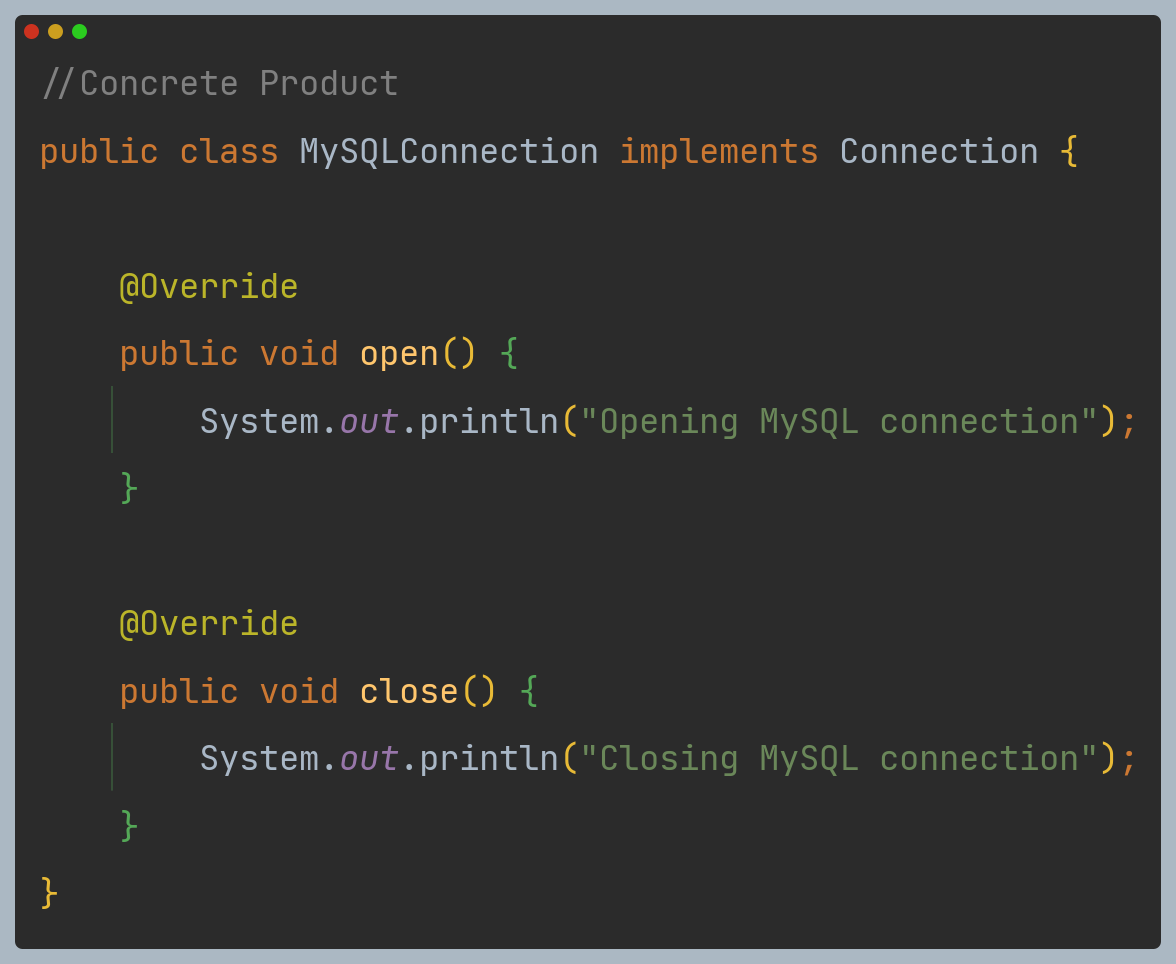 //Concrete Product
public class MySQLConnection implements Connection {
@Override
public void open() {
System.out.println("Opening MySQL connection");
}
@Override
public void close() {
System.out.println("Closing MySQL connection");
}
}